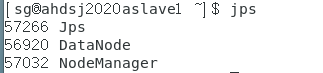 [sg@ahdsj2020aslave1 ~]$ jps
57266 Jps
56920 DataNode
57032 NodeManager